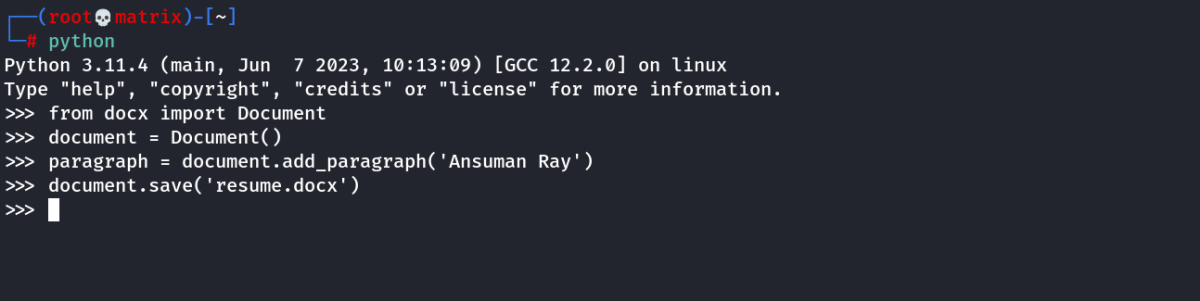 ┌──(root💀matrix)-[~]
└─# python
Python 3.11.4 (main, Jun  7 2023, 10:13:09) [GCC 12.2.0] on linux
Type "help", "copyright", "credits" or "license" for more information.
>>> from docx import Document
>>> document = Document()
>>> paragraph = document.add_paragraph('Ansuman Ray')
>>> document.save('resume.docx')
>>>